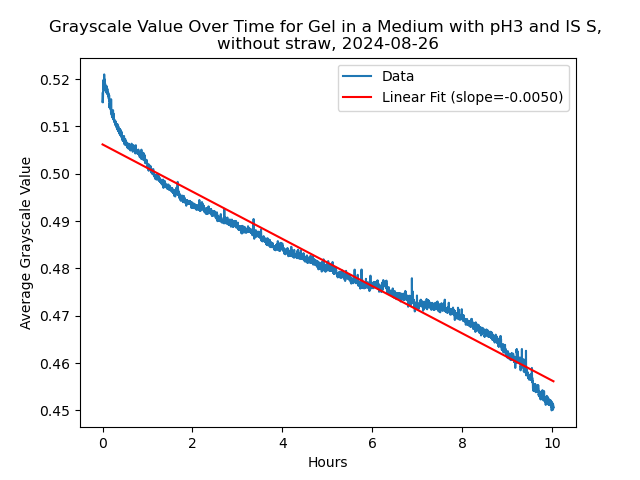 Grayscale Value Over Time for Gel in a Medium with pH3 and IS S,
without straw, 2024-08-26
Data
Linear Fit (slope=-0.0050)
0.52
0.51
0.50
0.49
0.48
0.47
0.46
0.45
Average Grayscale Value
0 2 4 6 8 10
Hours